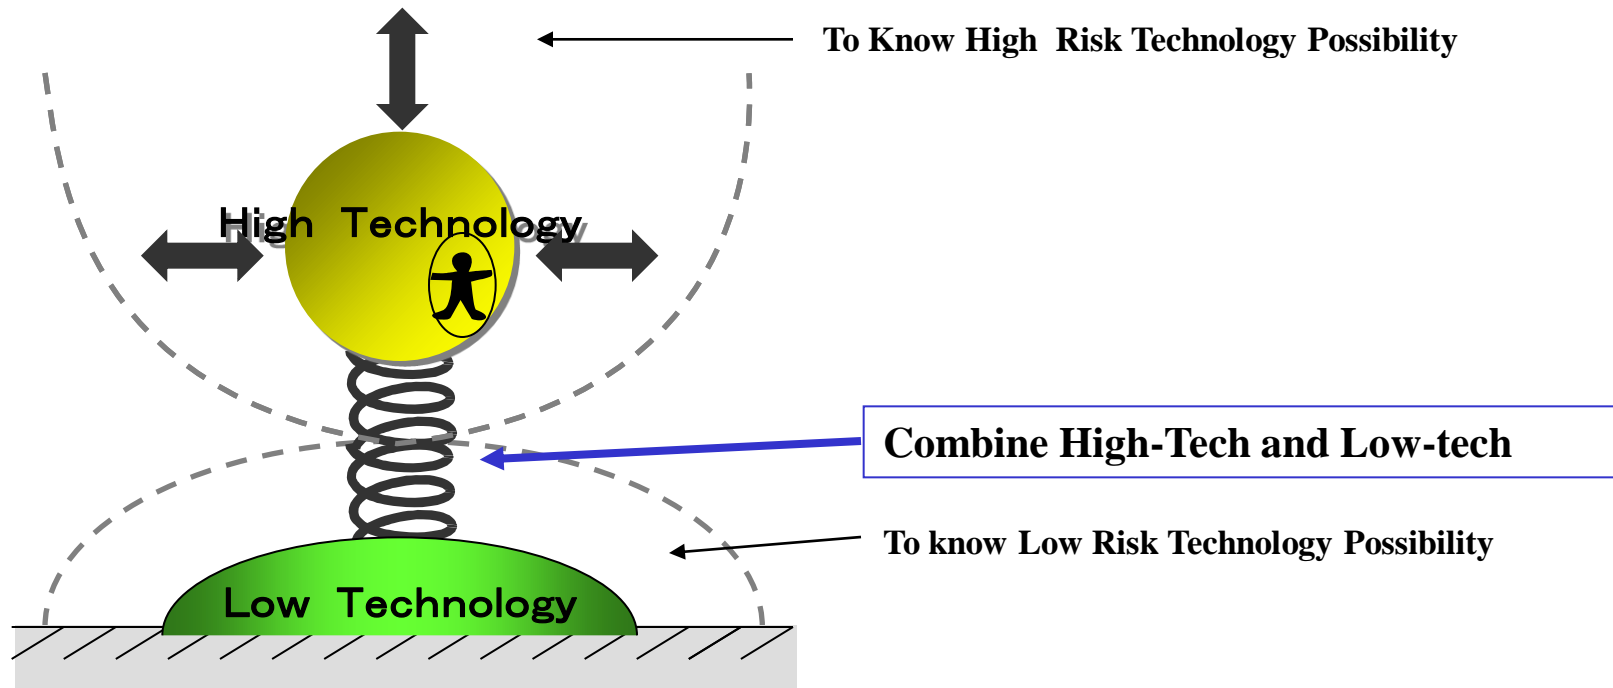 To Know High Risk Technology Possibility
High Technology
Combine High-Tech and Low-tech
To know Low Risk Technology Possibility
Low Technology